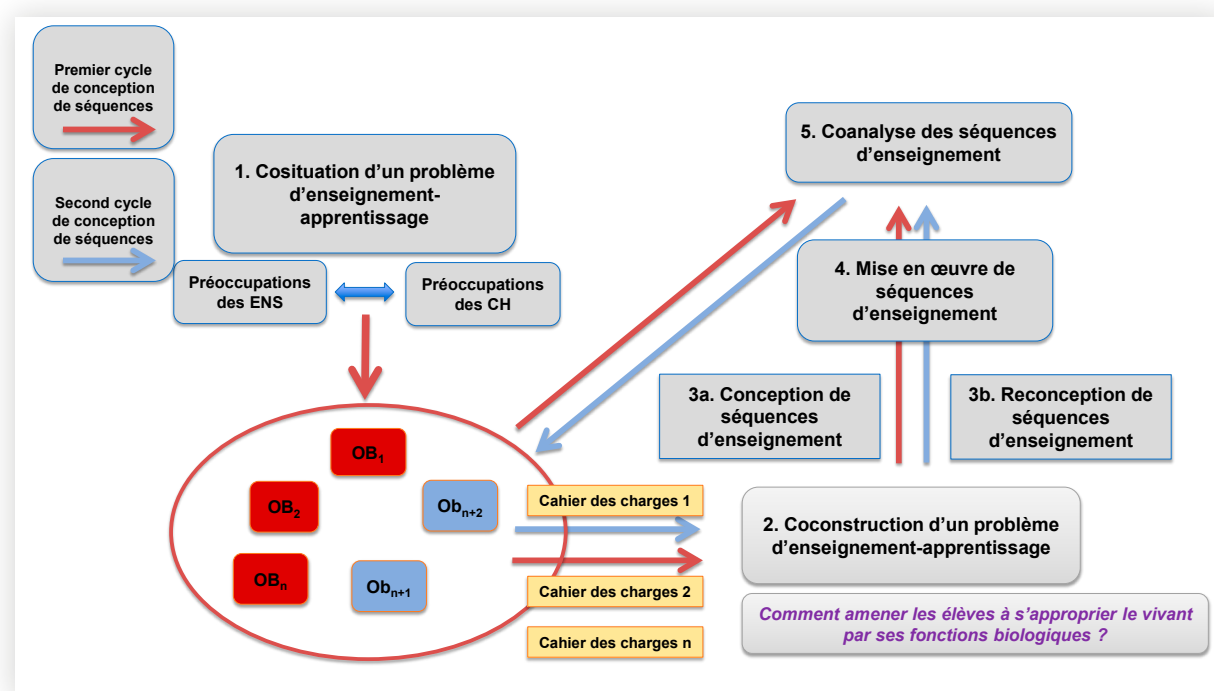 Premier cycle
de conception
de séquences
Second cycle
de conception
de séquences
1. Cosituation d’un problème
d’enseignement-
apprentissage
Préoccupations
des ENS
Préoccupations
des CH
OB₁
OB₂
OBₙ
Obₙ₊₂
Obₙ₊₁
Cahier des charges 1
Cahier des charges 2
Cahier des charges n
2. Coconstruction d’un problème
d’enseignement-apprentissage
Comment amener les élèves à s’approprier le vivant
par ses fonctions biologiques ?
3a. Conception de
séquences
d’enseignement
3b. Reconception de
séquences
d’enseignement
4. Mise en œuvre de
séquences
d’enseignement
5. Coanalyse des séquences
d’enseignement